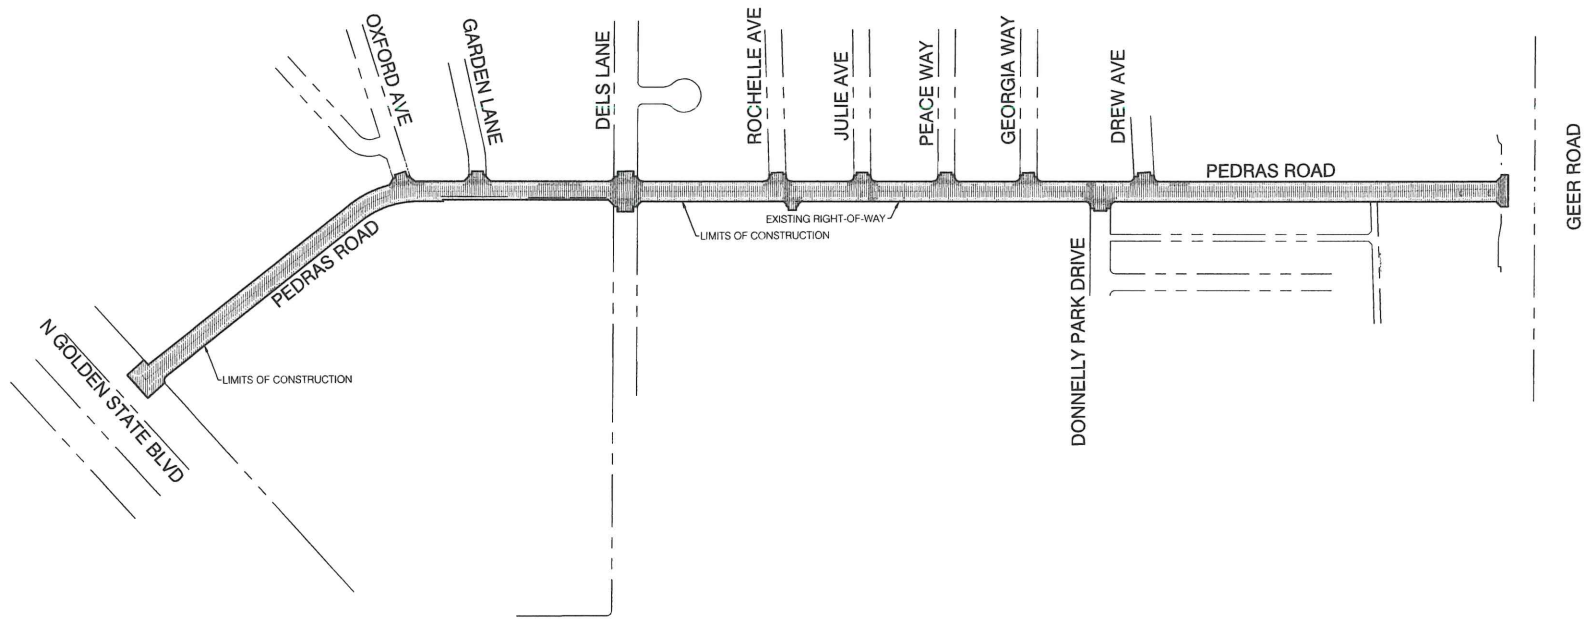 OXFORD AVE
GARDEN LANE
DELS LANE
ROCHELLE AVE
JULIE AVE
PEACE WAY
GEORGIA WAY
DREW AVE
PEDRAS ROAD
GEER ROAD
EXISTING RIGHT-OF-WAY
LIMITS OF CONSTRUCTION
PEDRAS ROAD
DONNELLY PARK DRIVE
N GOLDEN STATE BLVD
LIMITS OF CONSTRUCTION